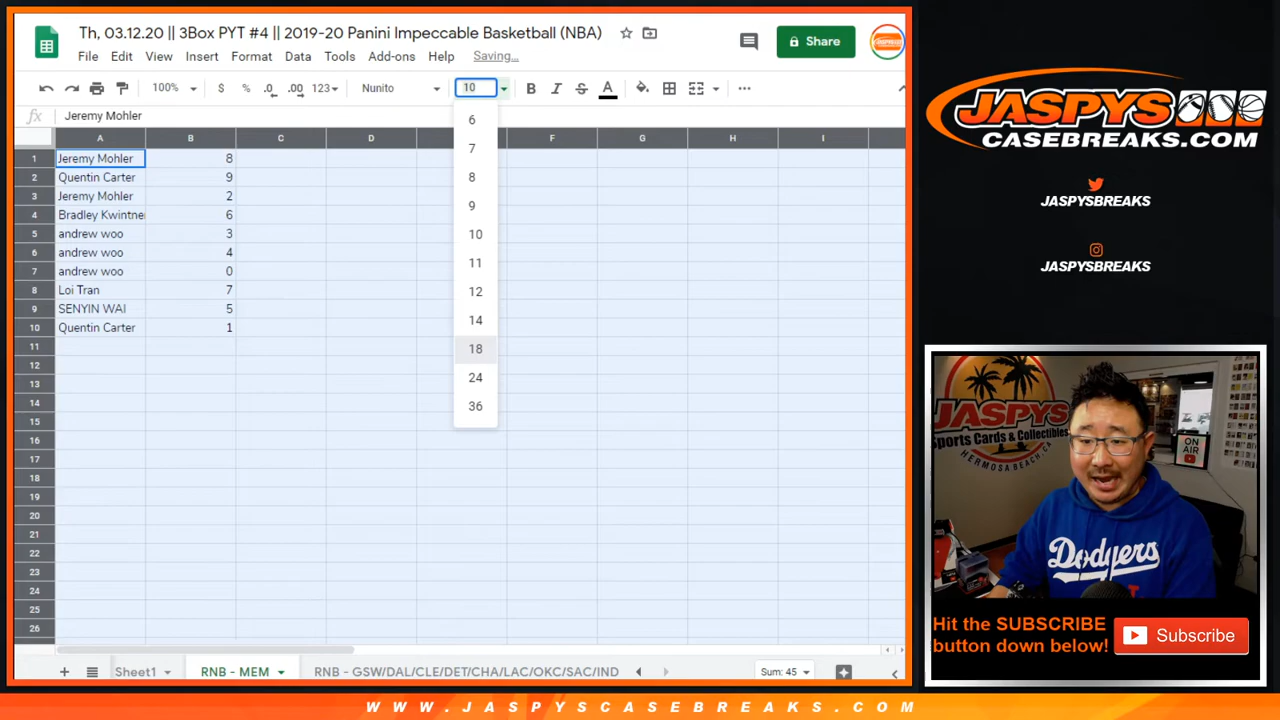 Th, 03.12.20 || 3Box PYT #4 || 2019-20 Panini Impeccable Basketball (NBA)
File Edit View Insert Format Data Tools Add-ons Help Saving...
Share
100% $ % .0 .00 123 Nunito 10 B I S A
fx Jeremy Mohler
A B C D F G H I
1 Jeremy Mohler 8
2 Quentin Carter 9
3 Jeremy Mohler 2
4 Bradley Kwintner 6
5 andrew woo 3
6 andrew woo 4
7 andrew woo 0
8 Loi Tran 7
9 SENYIN WAI 5
10 Quentin Carter 1
11
12
13
14
15
16
17
18
19
20
21
22
23
24
25
26
6
7
8
9
10
11
12
14
18
24
36
Sheet1 RNB - MEM RNB - GSW/DAL/CLE/DET/CHA/LAC/OKC/SAC/IND Sum: 45
JASPYS
CASEBREAKS.COM
JASPYSBREAKS
JASPYSBREAKS
JASPYS
Sports Cards & Collectibles
HERMOSA BEACH, CA
ON AIR
Dodgers
Hit the SUBSCRIBE
button down below!
Subscribe
WWW.JASPYSCASEBREAKS.COM